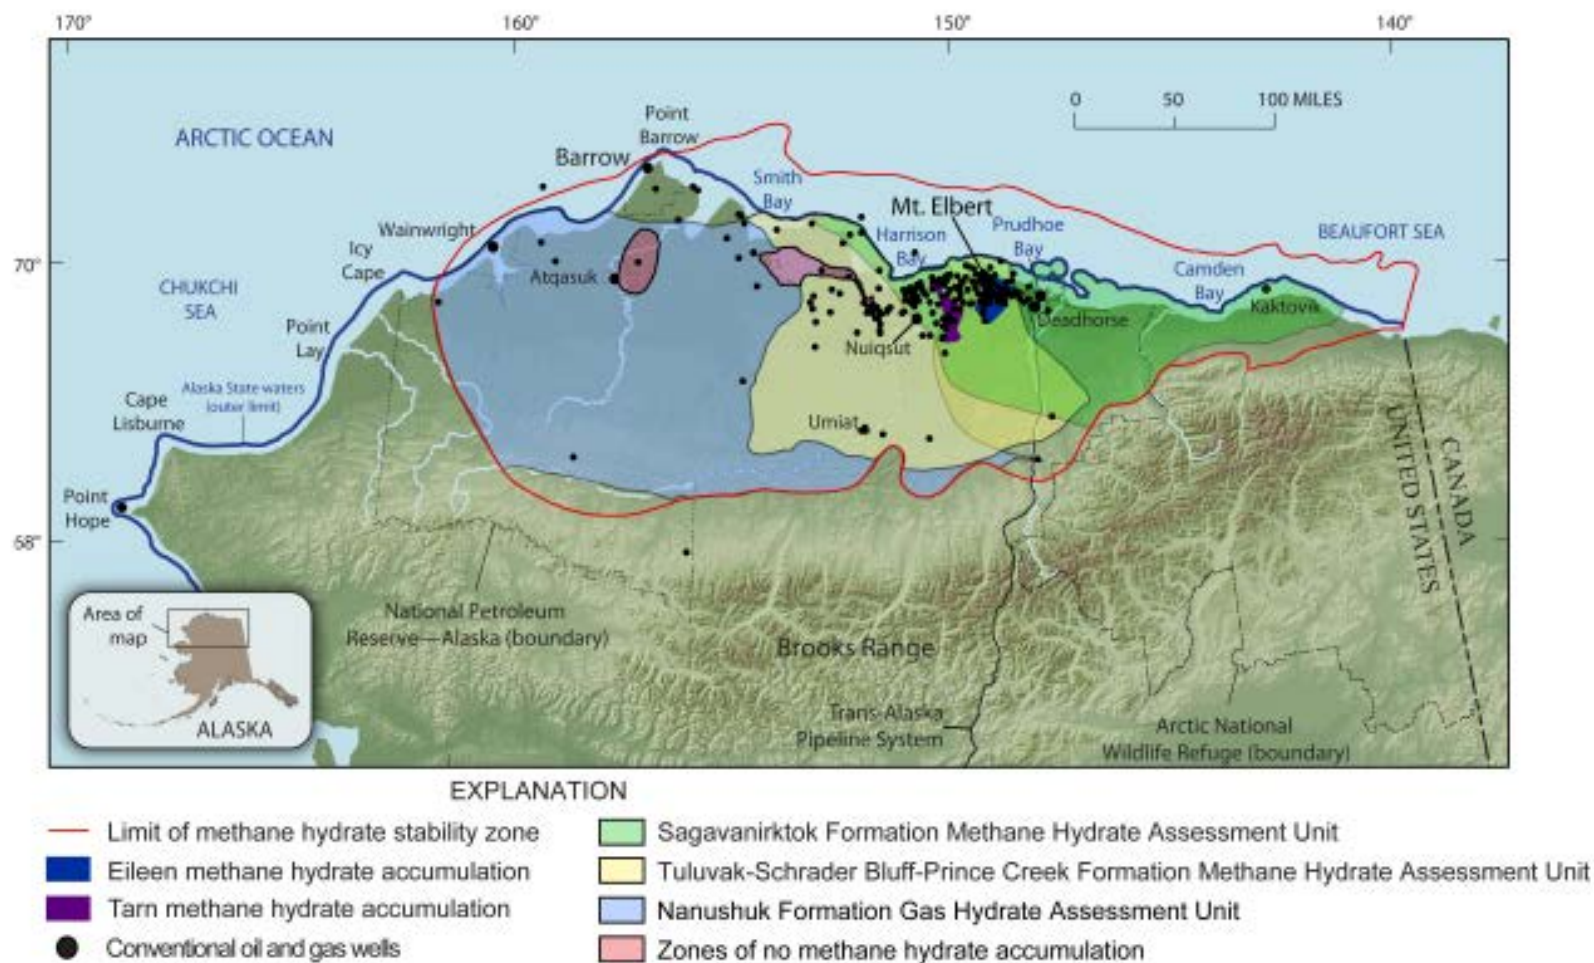 170°
160°
150°
140°
0 50 100 MILES
ARCTIC OCEAN
Point
Barrow
Barrow
Smith
Bay
Mt. Elbert
Prudhoe
Bay
Harrison
Bay
BEAUFORT SEA
Wainwright
Icy
Cape
70°
Atqasuk
Camden
Bay
Kaktovik
CHUKCHI
SEA
Deadhorse
Point
Lay
Nuiqsut
Alaska State waters
(outer limit)
Cape
Lisburne
Umiat
CANADA
UNITED STATES
Point
Hope
68°
Area of
map
ALASKA
National Petroleum
Reserve—Alaska (boundary)
Brooks Range
Trans-Alaska
Pipeline System
Arctic National
Wildlife Refuge (boundary)
EXPLANATION
Limit of methane hydrate stability zone
Eileen methane hydrate accumulation
Tarn methane hydrate accumulation
Conventional oil and gas wells
Sagavanirktok Formation Methane Hydrate Assessment Unit
Tuluvak-Schrader Bluff-Prince Creek Formation Methane Hydrate Assessment Unit
Nanushuk Formation Gas Hydrate Assessment Unit
Zones of no methane hydrate accumulation